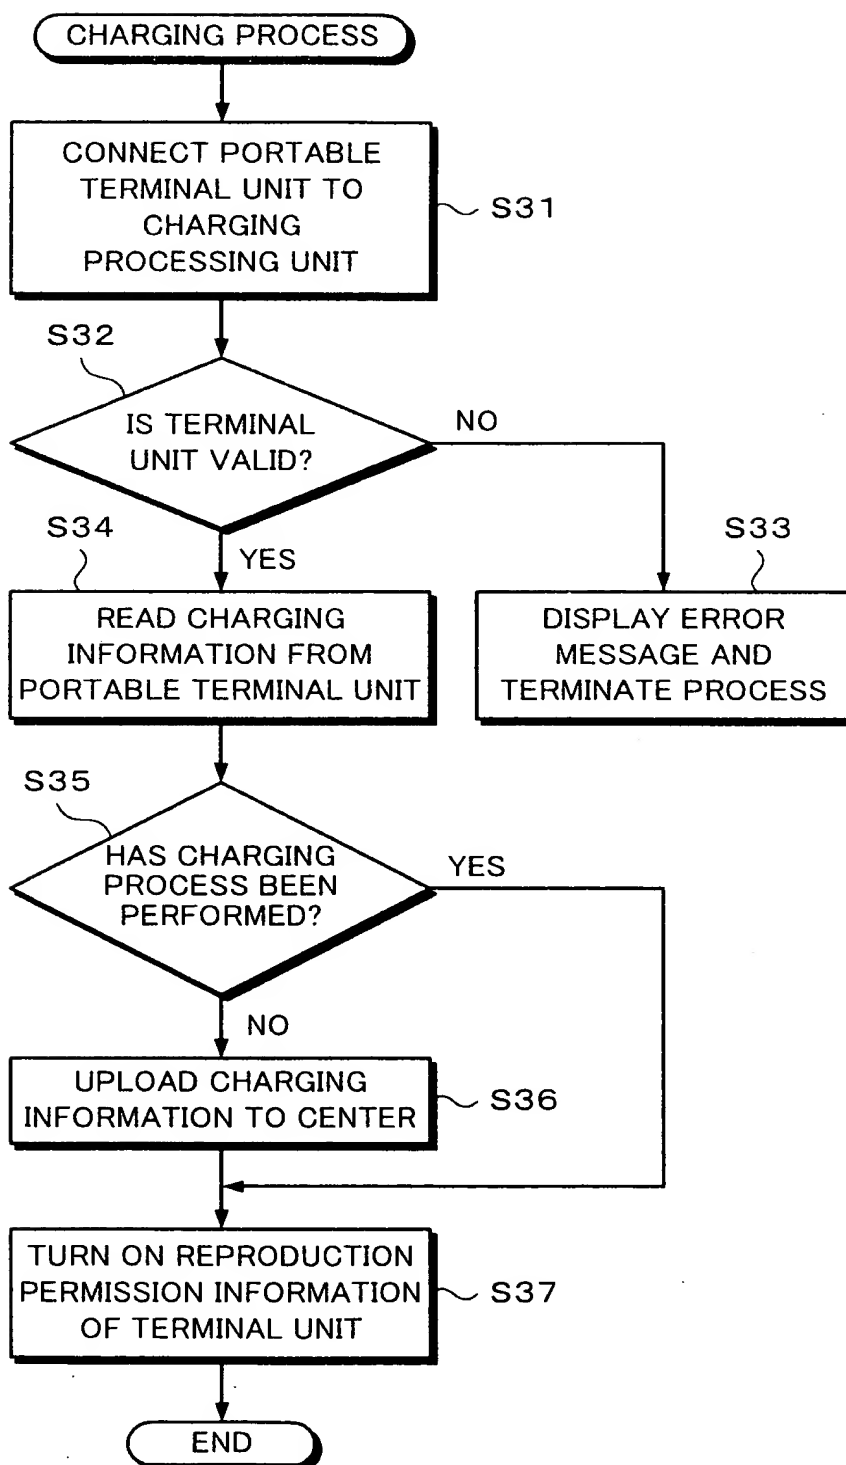 CHARGING PROCESS
CONNECT PORTABLE
TERMINAL UNIT TO
CHARGING
PROCESSING UNIT
S31
S32
IS TERMINAL
UNIT VALID?
NO
YES
S33
DISPLAY ERROR
MESSAGE AND
TERMINATE PROCESS
S34
READ CHARGING
INFORMATION FROM
PORTABLE TERMINAL UNIT
S35
HAS CHARGING
PROCESS BEEN
PERFORMED?
YES
NO
UPLOAD CHARGING
INFORMATION TO CENTER
S36
TURN ON REPRODUCTION
PERMISSION INFORMATION
OF TERMINAL UNIT
S37
END